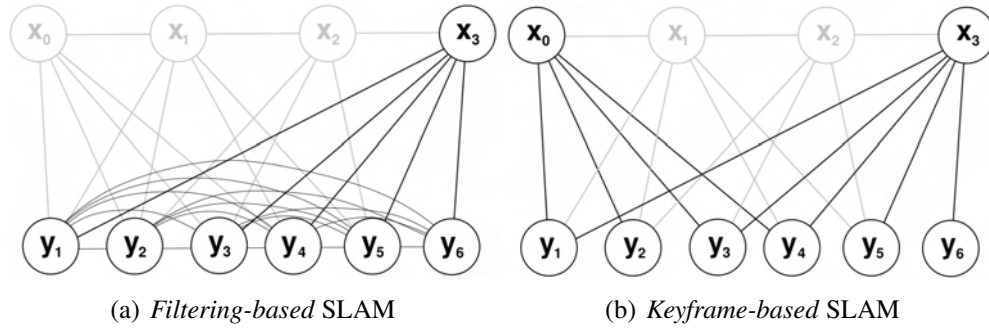 x₀ x₁ x₂ x₃ x₀ x₁ x₂ x₃
y₁ y₂ y₃ y₄ y₅ y₆ y₁ y₂ y₃ y₄ y₅ y₆
(a) Filtering-based SLAM (b) Keyframe-based SLAM